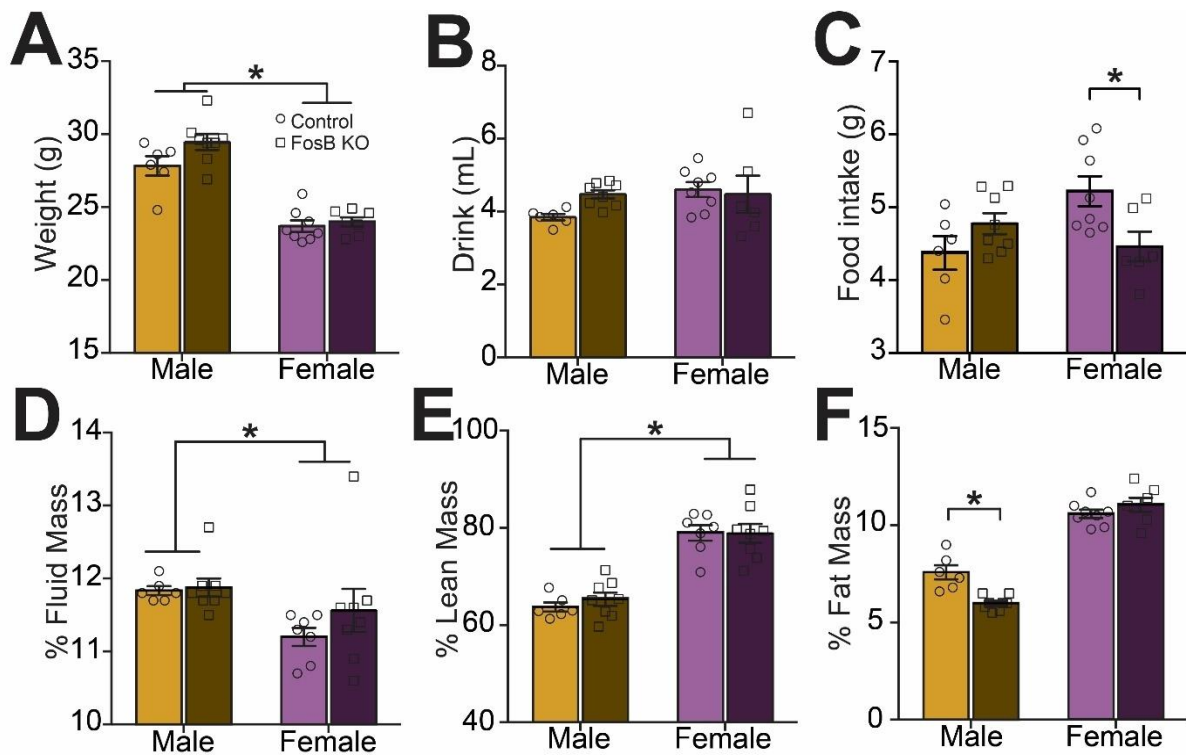 A
Weight (g)
35
30
25
20
15
*
Control
FosB KO
Male
Female
B
Drink (mL)
8
6
4
2
0
Male
Female
C
Food intake (g)
7
6
5
4
3
*
Male
Female
D
% Fluid Mass
14
13
12
11
10
*
Male
Female
E
% Lean Mass
100
80
60
40
*
Male
Female
F
% Fat Mass
15
10
5
0
*
Male
Female